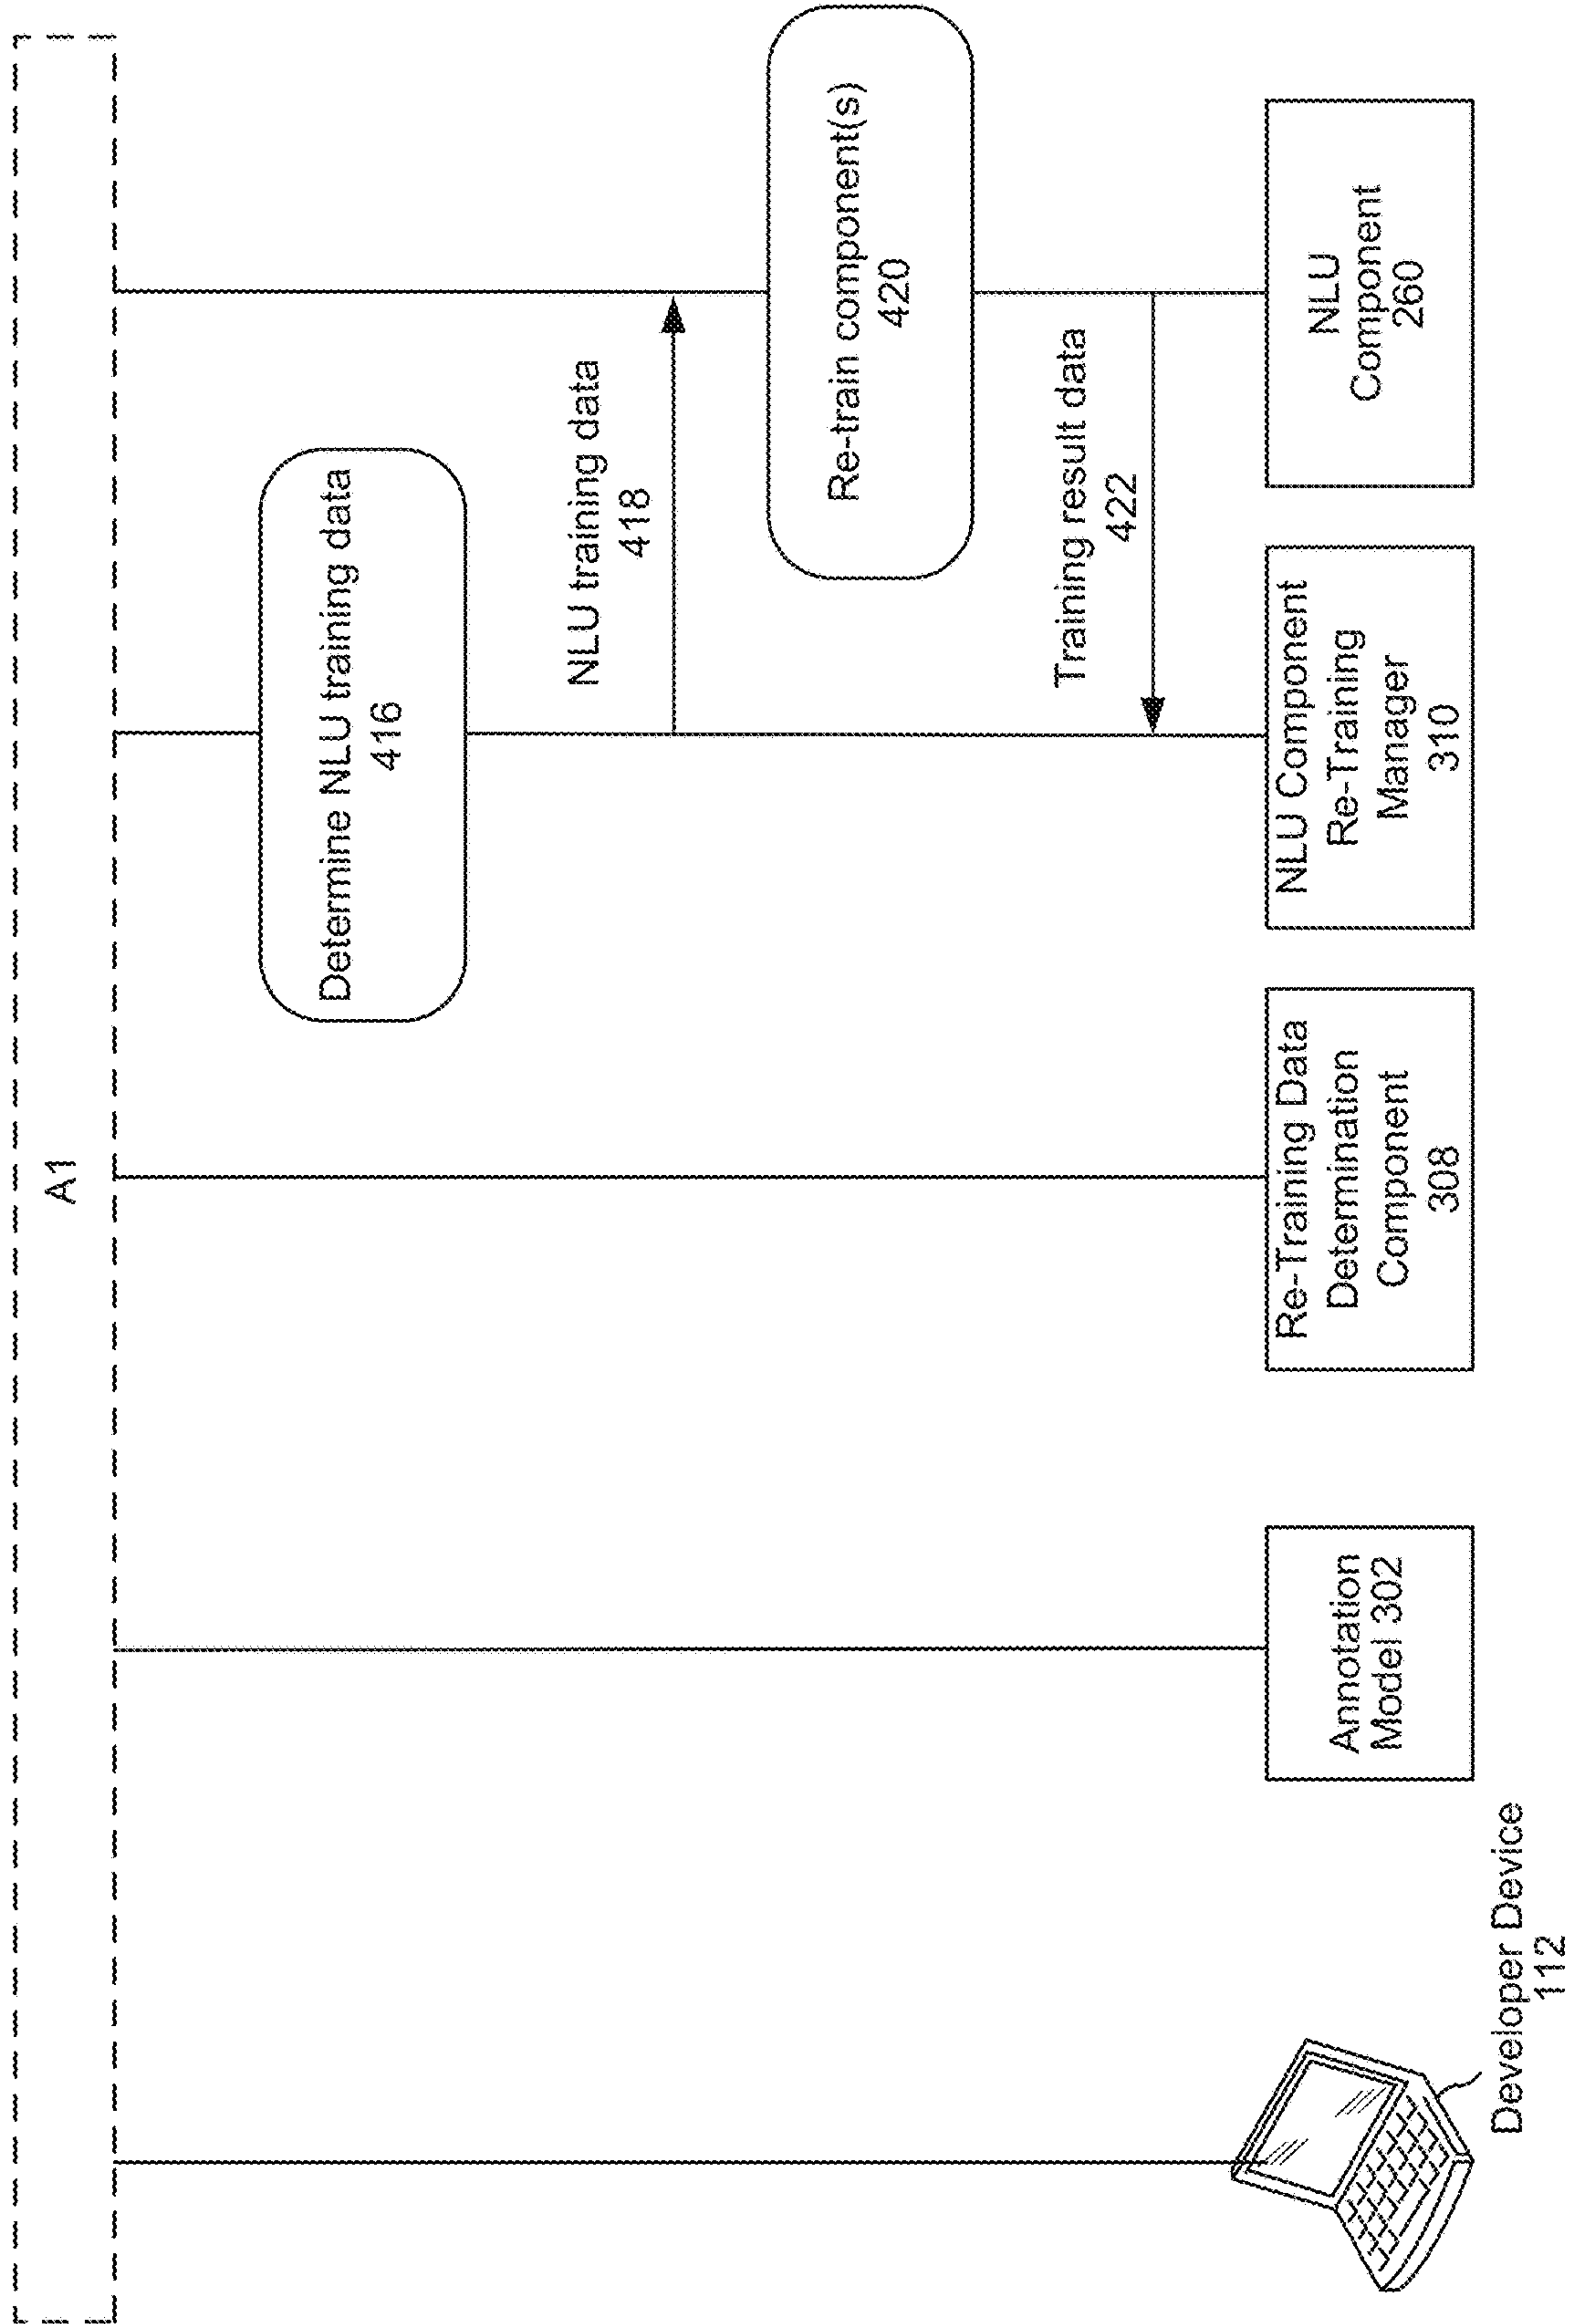 A1
Determine NLU training data
416
NLU training data
418
Re-train component(s)
420
Training result data
422
Developer Device
112
Annotation
Model 302
Re-Training Data
Determination
Component
308
NLU Component
Re-Training
Manager
310
NLU
Component
260